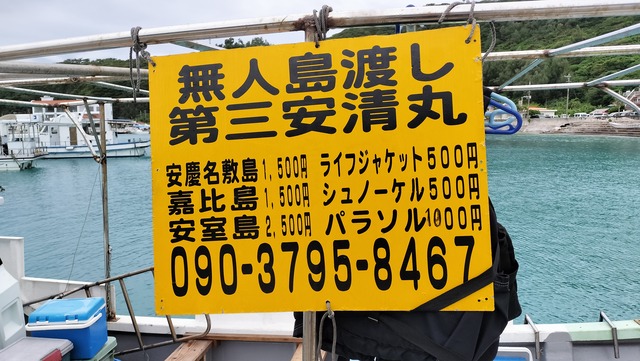 無人島渡し
第三安清丸
安慶名敷島 1,500円 ライフジャケット500円
嘉比島 1,500円 シュノーケル500円
安室島 2,500円 パラソル1000円
090-3795-8467